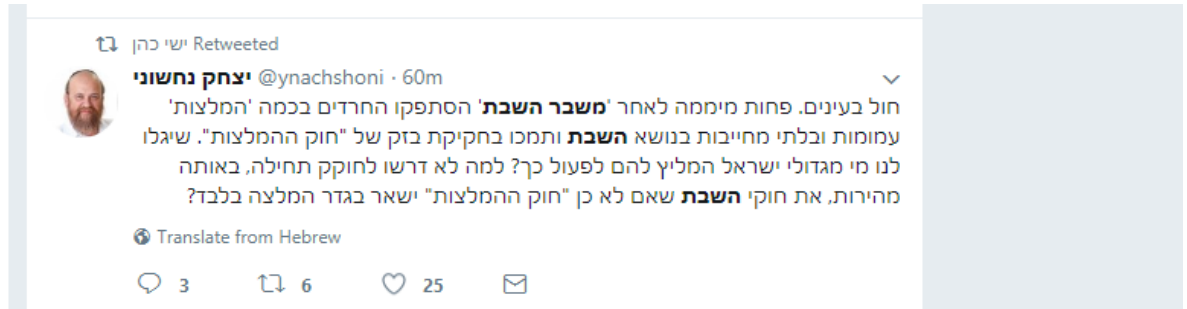 ישי כהן Retweeted
יצחק נחשוני @ynachshoni · 60m
חול בעינים. פחות מיממה לאחר 'משבר השבת' הסתפקו החרדים בכמה 'המלצות'
עמומות ובלתי מחייבות בנושא השבת ותמכו בחקיקת בזק של "חוק ההמלצות". שיגלו
לנו מי מגדולי ישראל המליץ להם לפעול כך? למה לא דרשו לחוקק תחילה, באותה
מהירות, את חוקי השבת שאם לא כן "חוק ההמלצות" ישאר בגדר המלצה בלבד?
Translate from Hebrew
3 6 25